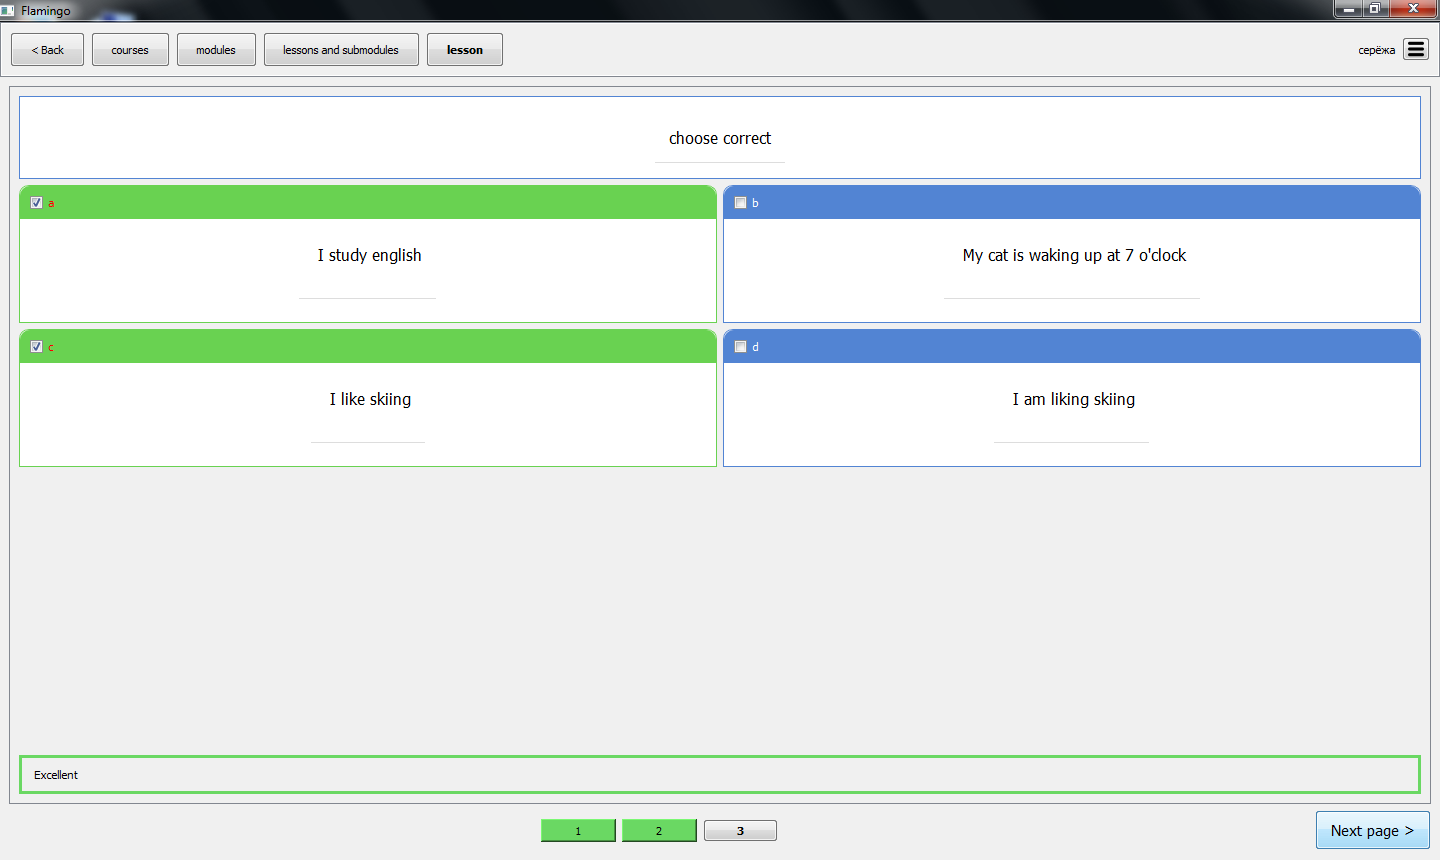 Flamingo
< Back courses modules lessons and submodules lesson серёжа
choose correct
a
I study english
b
My cat is waking up at 7 o'clock
c
I like skiing
d
I am liking skiing
Excellent
1 2 3
Next page >